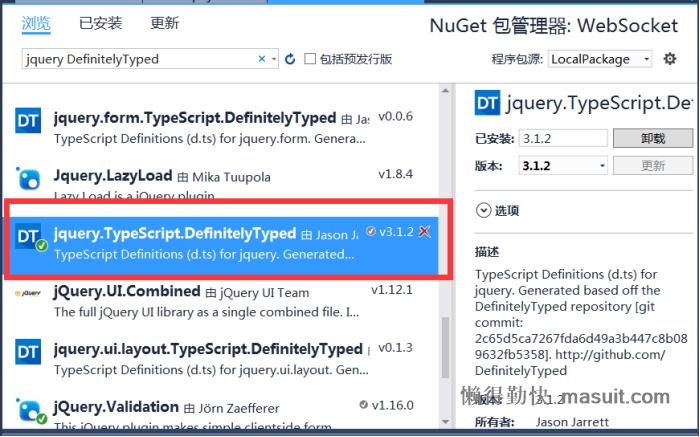 浏览 已安装 更新
NuGet 包管理器: WebSocket
jquery DefinitelyTyped
包括预发行版
程序包源: LocalPackage
DT jquery.form.TypeScript.DefinitelyTyped 由 Jas v0.0.6
TypeScript Definitions (d.ts) for jquery.form. Genera...
Jquery.LazyLoad 由 Mika Tuupola v1.8.4
Lazy Load is a jQuery plugin
DT jquery.TypeScript.DefinitelyTyped 由 Jason Ja v3.1.2
TypeScript Definitions (d.ts) for jquery. Generated...
jQuery jQuery.UI.Combined 由 jQuery UI Team v1.12.1
The full jQuery UI library as a single combined file. I...
DT jquery.ui.layout.TypeScript.DefinitelyTyped v0.1.3
TypeScript Definitions (d.ts) for jquery.ui.layout. Gen...
jQuery.Validation 由 Jörn Zaefferer v1.16.0
This jQuery plugin makes simple clientside form
DT jquery.TypeScript.De
已安装: 3.1.2 卸载
版本: 3.1.2 更新
选项
描述
TypeScript Definitions (d.ts) for
jquery. Generated based off the
DefinitelyTyped repository [git
commit:
2c65d5ca7267fda6d49a3b447c8b08
9632fb5358]. http://github.com/
DefinitelyTyped
版本: 3.1.2
懒得勤快 masuit.com
所有者: Jason Jarrett